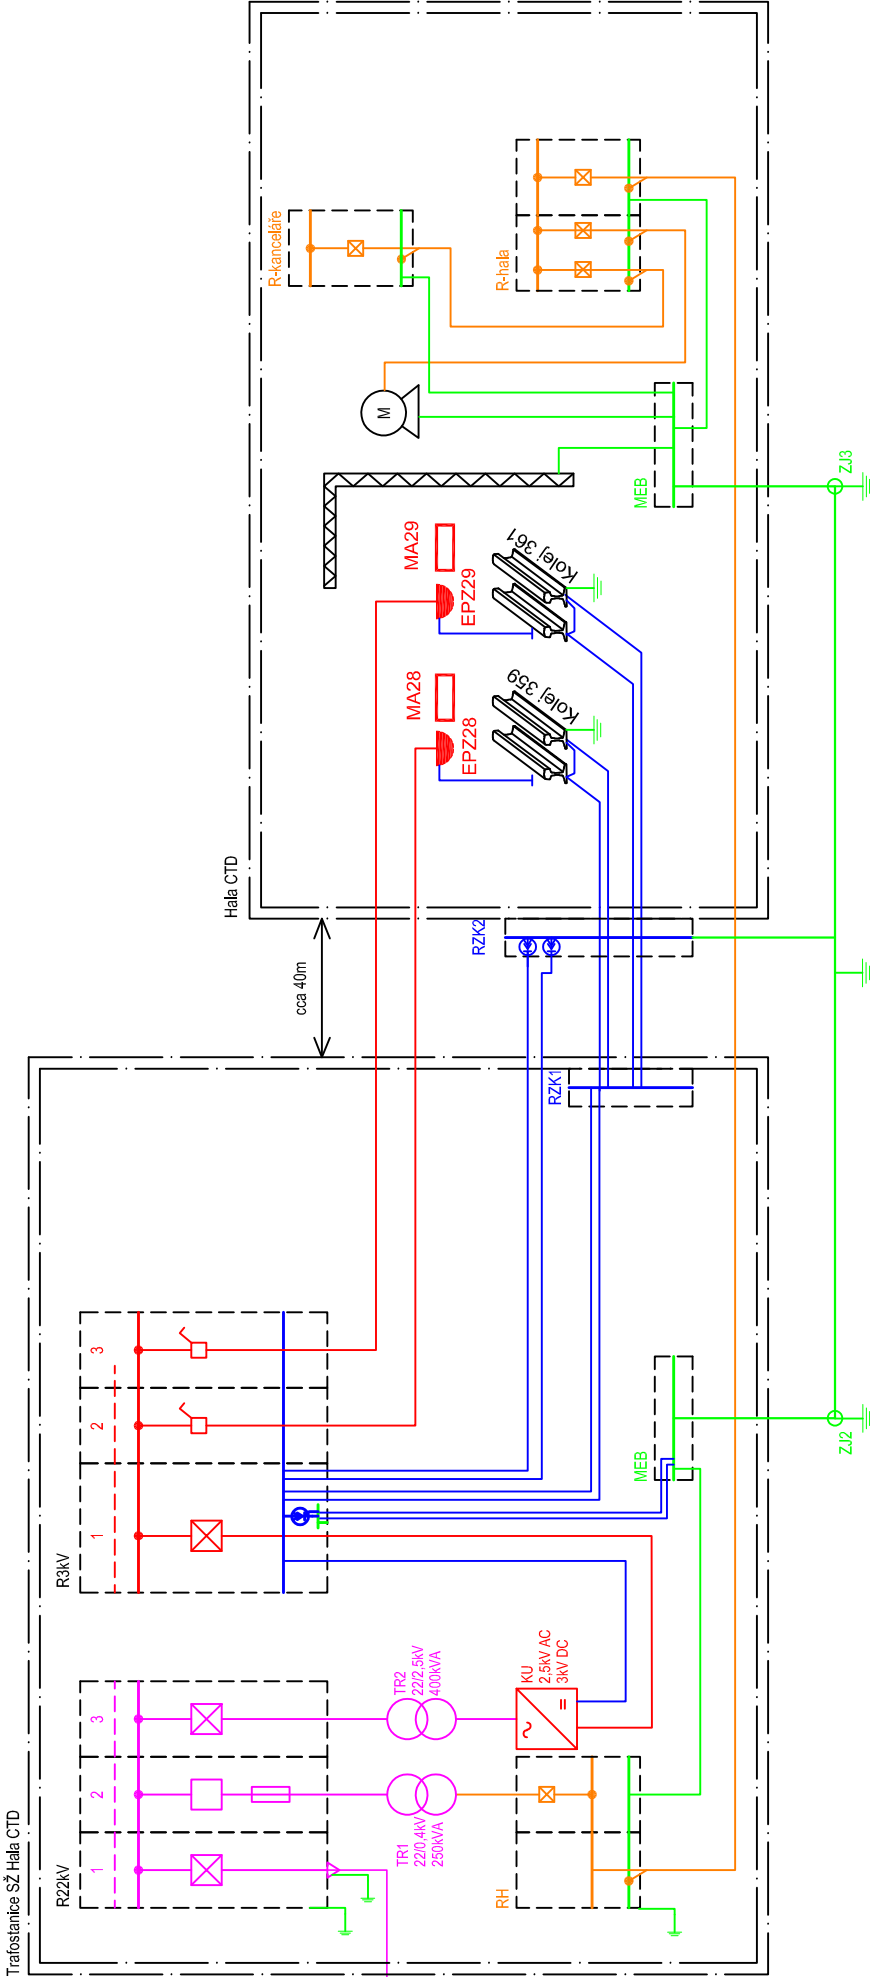 Trafostanice SŽ Hala CTD
R22kV
1
2
3
TR1
22/0,4kV
250kVA
TR2
22/2,5kV
400kVA
RH
KU
2,5kV AC
3kV DC
~
=
R3kV
1
2
3
MEB
ZJ2
RZK1
cca 40m
Hala CTD
RZK2
EPZ28
MA28
Kolej 359
EPZ29
MA29
Kolej 361
M
MEB
ZJ3
R-kanceláře
R-hala